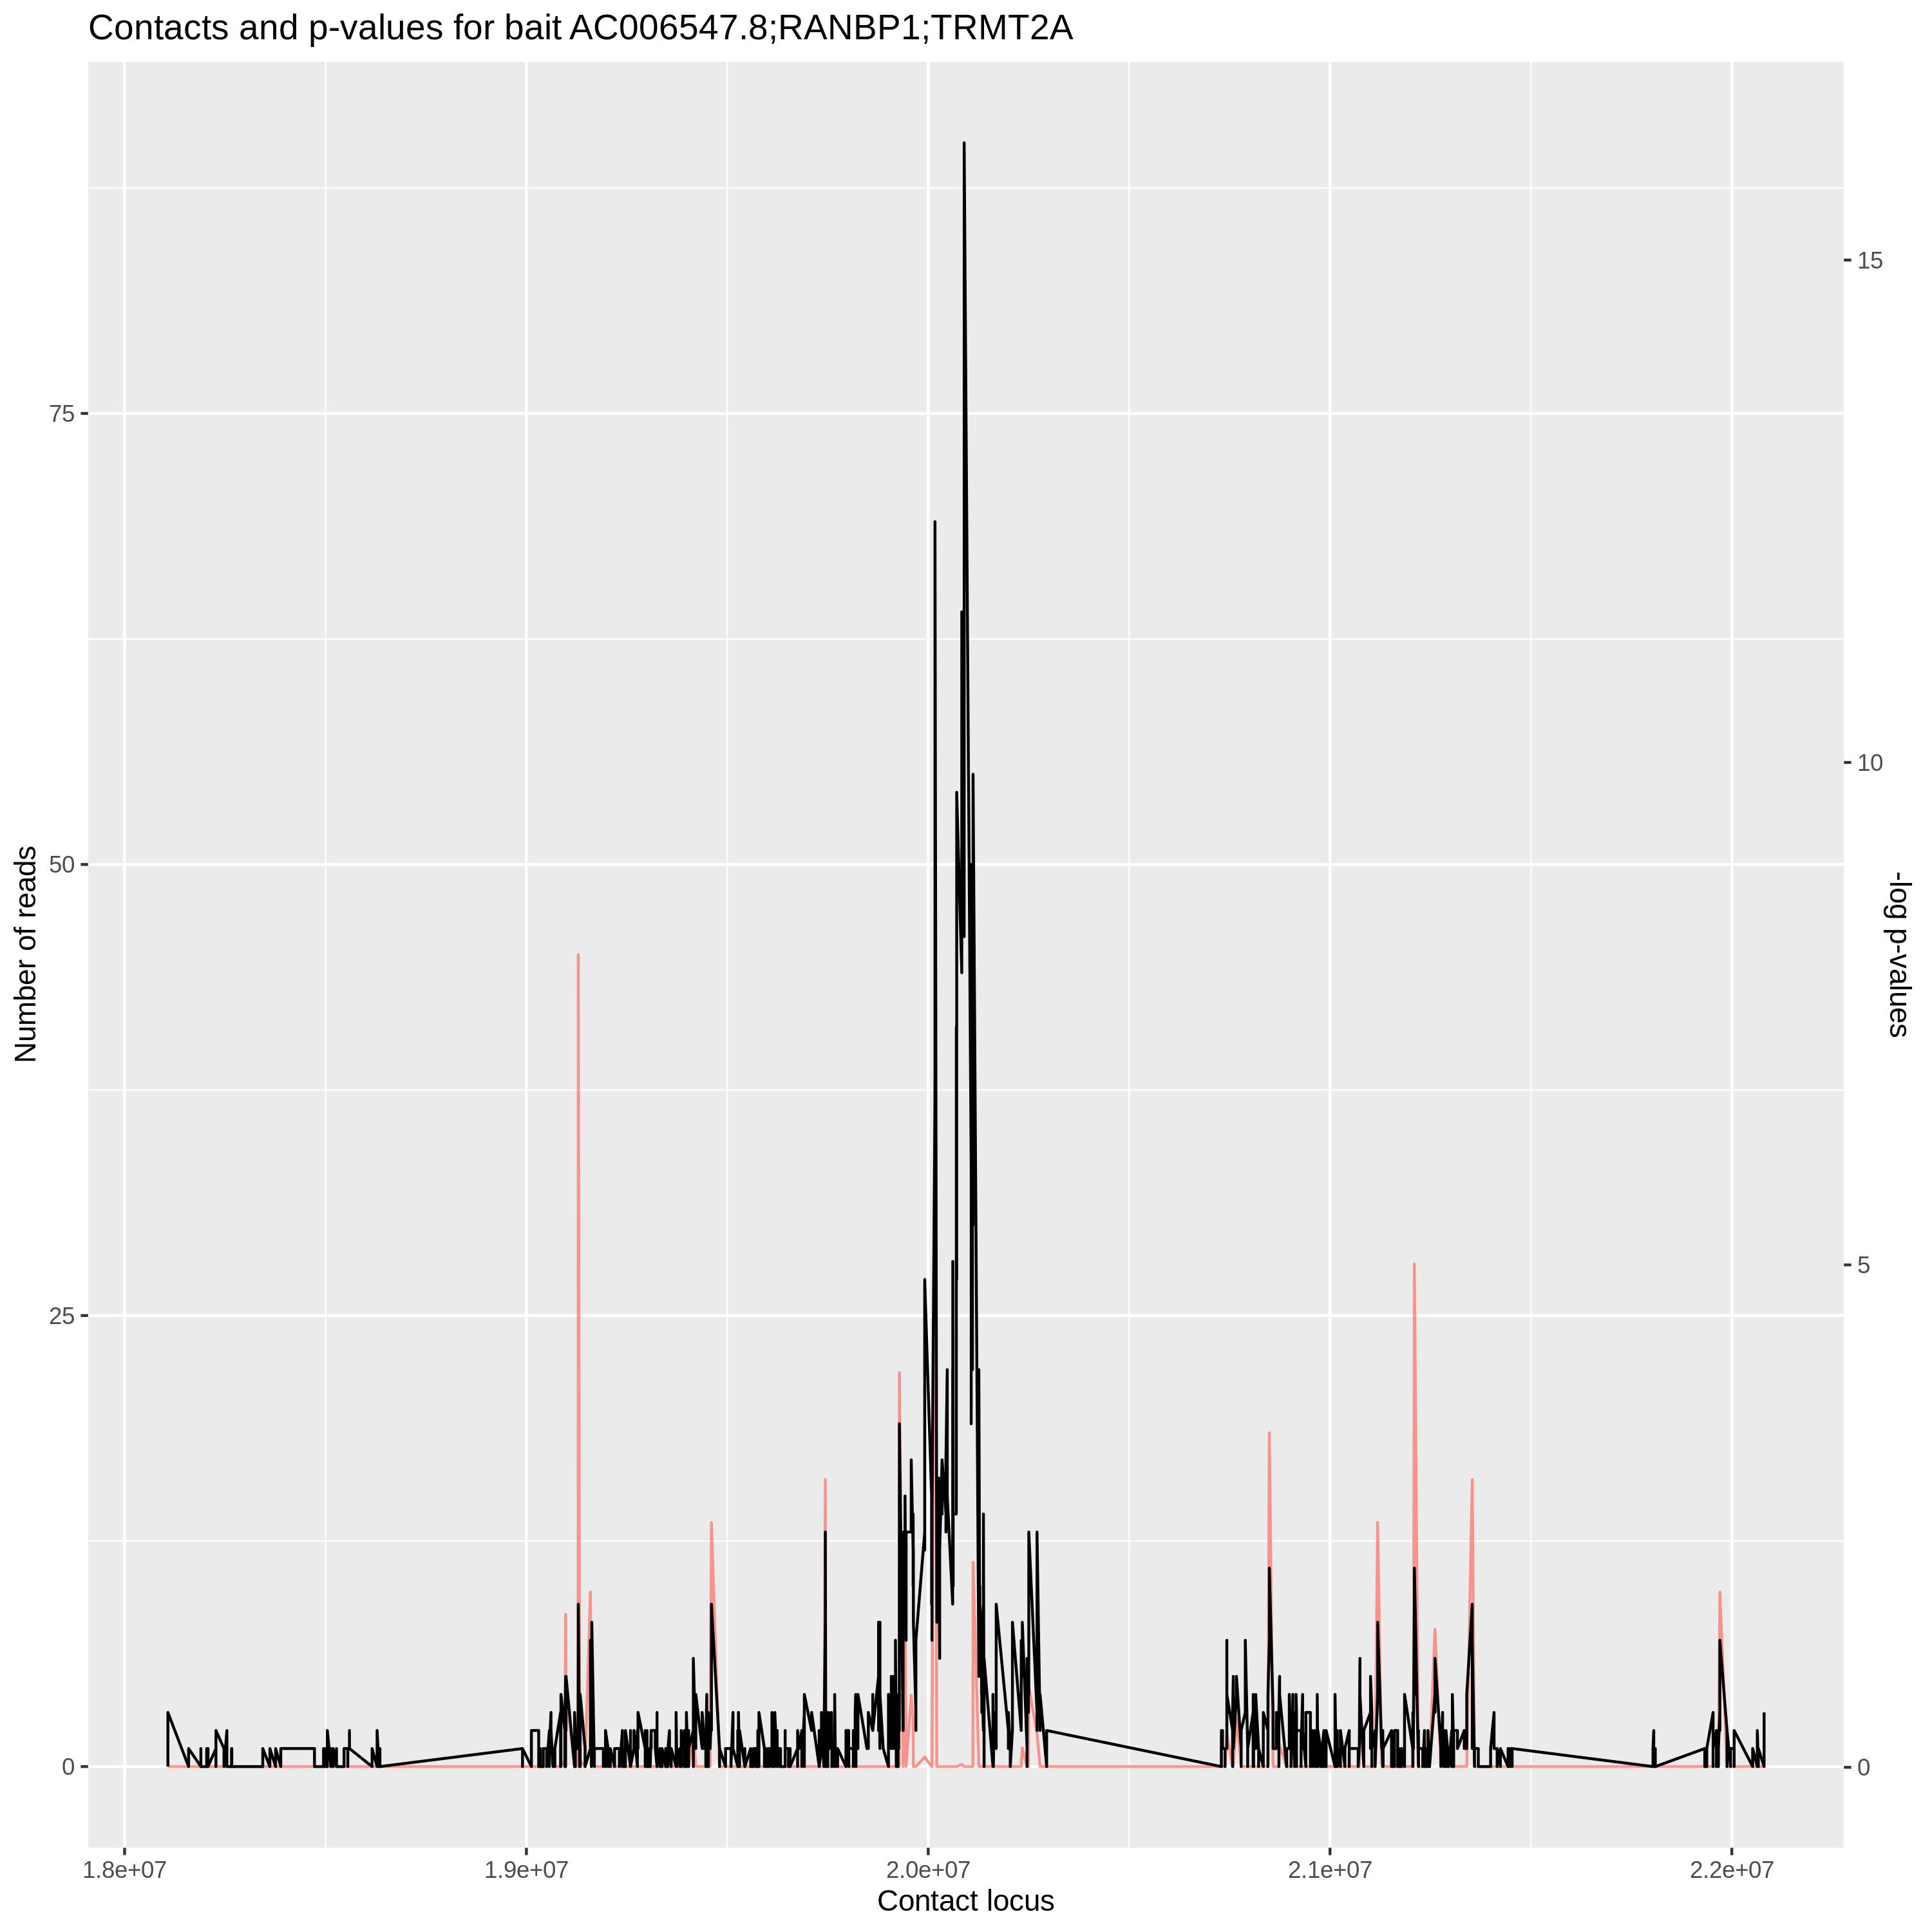 Contacts and p-values for bait AC006547.8;RANBP1;TRMT2A
75
50
25
0
15
10
5
0
Number of reads
-log p-values
1.8e+07 1.9e+07 2.0e+07 2.1e+07 2.2e+07
Contact locus